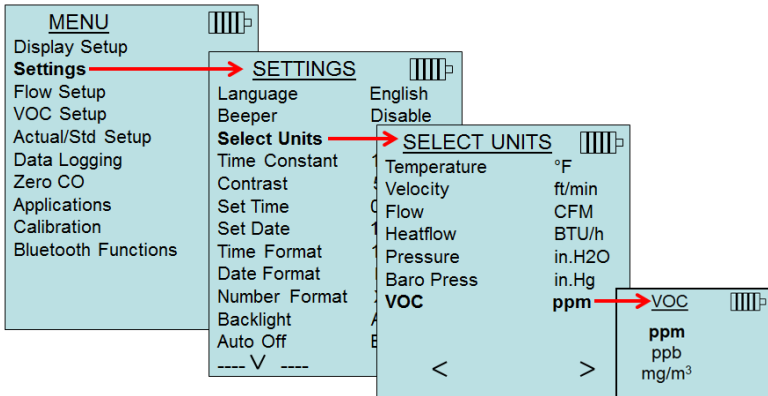 MENU
Display Setup
Settings
Flow Setup
VOC Setup
Actual/Std Setup
Data Logging
Zero CO
Applications
Calibration
Bluetooth Functions
SETTINGS
Language English
Beeper Disable
Select Units
Time Constant
Contrast
Set Time
Set Date
Time Format
Date Format
Number Format
Backlight
Auto Off
---- V ----
SELECT UNITS
Temperature °F
Velocity ft/min
Flow CFM
Heatflow BTU/h
Pressure in.H2O
Baro Press in.Hg
VOC ppm
< >
VOC
ppm
ppb
mg/m³